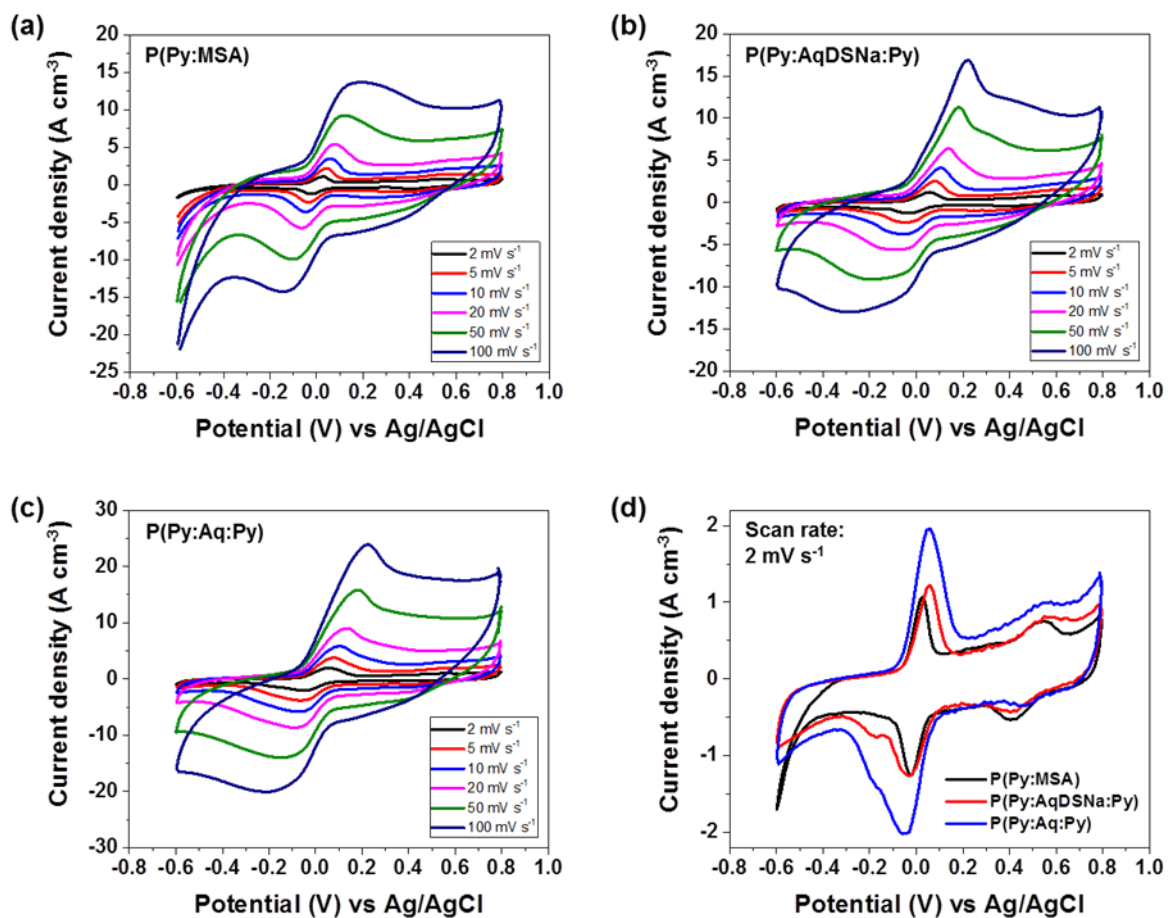 (a)
P(Py:MSA)
Current density (A cm⁻³)
20
15
10
5
0
-5
-10
-15
-20
-25
2 mV s⁻¹
5 mV s⁻¹
10 mV s⁻¹
20 mV s⁻¹
50 mV s⁻¹
100 mV s⁻¹
-0.8 -0.6 -0.4 -0.2 0.0 0.2 0.4 0.6 0.8 1.0
Potential (V) vs Ag/AgCl
(b)
P(Py:AqDSNa:Py)
Current density (A cm⁻³)
20
15
10
5
0
-5
-10
-15
-20
2 mV s⁻¹
5 mV s⁻¹
10 mV s⁻¹
20 mV s⁻¹
50 mV s⁻¹
100 mV s⁻¹
-0.8 -0.6 -0.4 -0.2 0.0 0.2 0.4 0.6 0.8 1.0
Potential (V) vs Ag/AgCl
(c)
P(Py:Aq:Py)
Current density (A cm⁻³)
30
20
10
0
-10
-20
-30
2 mV s⁻¹
5 mV s⁻¹
10 mV s⁻¹
20 mV s⁻¹
50 mV s⁻¹
100 mV s⁻¹
-0.8 -0.6 -0.4 -0.2 0.0 0.2 0.4 0.6 0.8 1.0
Potential (V) vs Ag/AgCl
(d)
Scan rate:
2 mV s⁻¹
Current density (A cm⁻³)
2
1
0
-1
-2
P(Py:MSA)
P(Py:AqDSNa:Py)
P(Py:Aq:Py)
-0.8 -0.6 -0.4 -0.2 0.0 0.2 0.4 0.6 0.8 1.0
Potential (V) vs Ag/AgCl